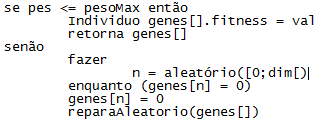 se pes <= pesoMax então
Individuo genes[].fitness = val
retorna genes[]
senão
fazer
n = aleatório([0;dim[)
enquanto (genes[n] = 0)
genes[n] = 0
reparaAleatorio(genes[])